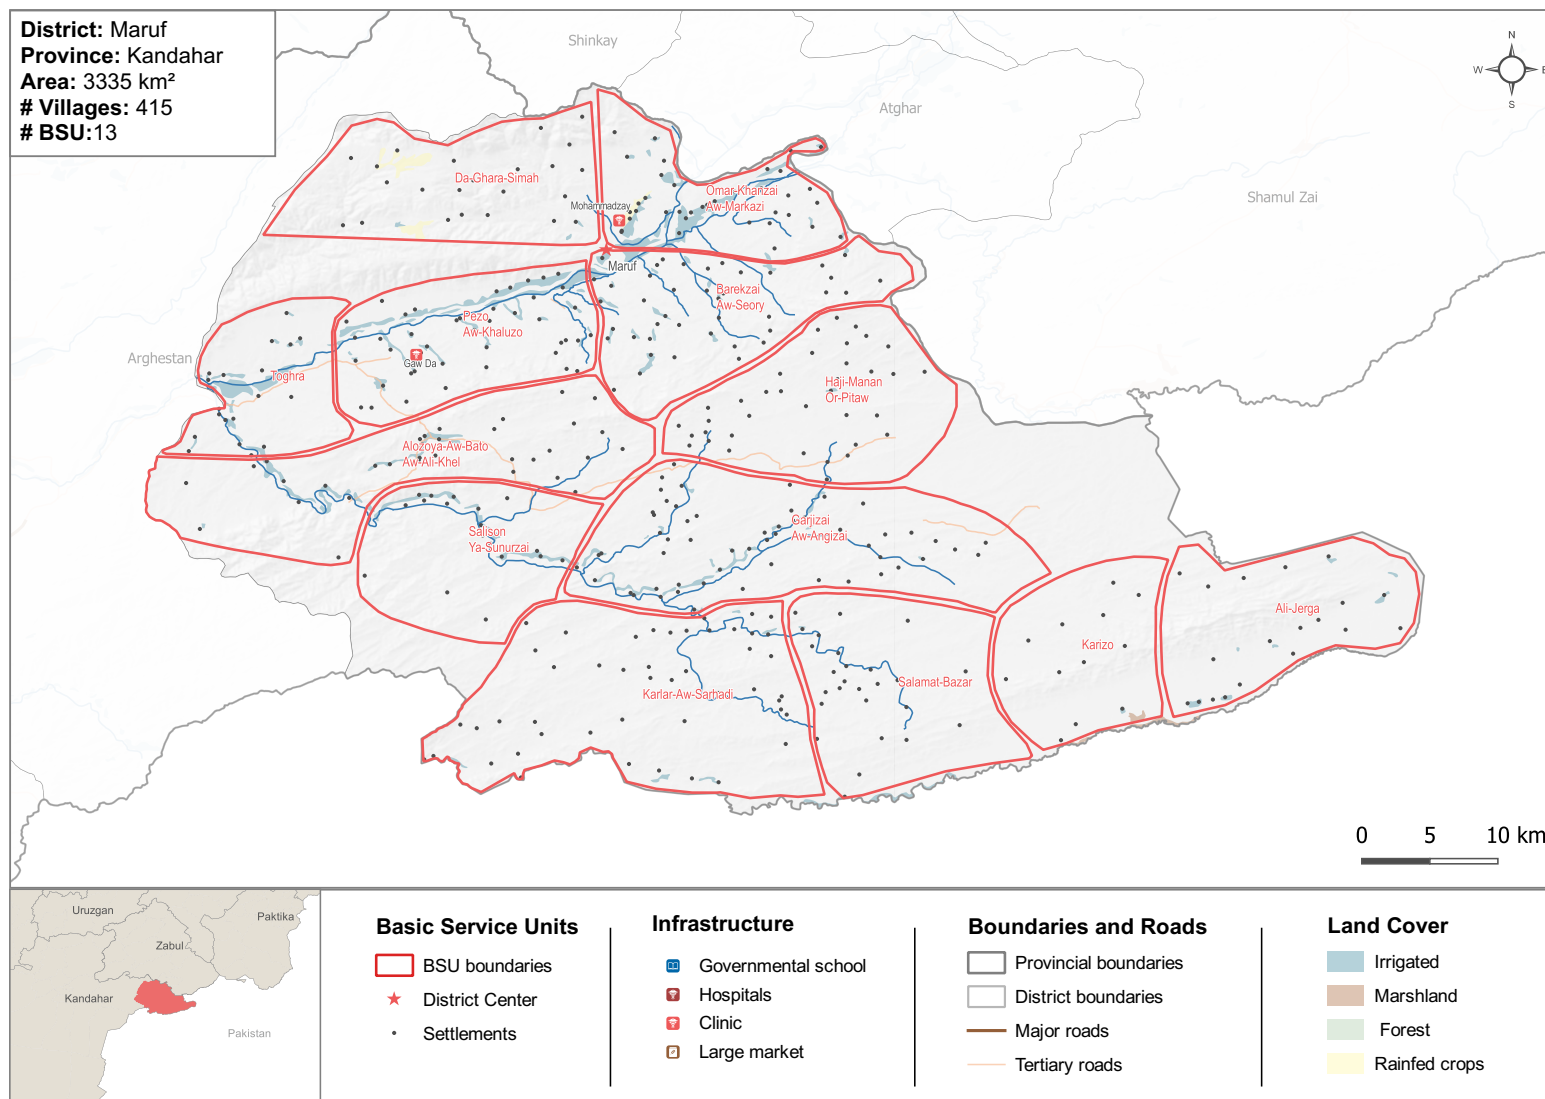 District: Maruf
Province: Kandahar
Area: 3335 km²
# Villages: 415
# BSU:13
Shinkay
Atghar
Shamul Zai
Arghestan
N
W
E
S
Da-Ghara-Simah
Mohammadzay
Omar-Khanzai
Aw-Markazi
Maruf
Barekzai
Aw-Seory
Pezo
Aw-Khaluzo
Gaw Da
Toghra
Haji-Manan
Or-Pitaw
Alozoya-Aw-Bato
Aw-Ali-Khel
Salison
Ya-Sunurzai
Garjizai
Aw-Angizai
Ali-Jerga
Karizo
Salamat-Bazar
Karlar-Aw-Sarhadi
0 5 10 km
Uruzgan
Paktika
Zabul
Kandahar
Pakistan
Basic Service Units
BSU boundaries
District Center
Settlements
Infrastructure
Governmental school
Hospitals
Clinic
Large market
Boundaries and Roads
Provincial boundaries
District boundaries
Major roads
Tertiary roads
Land Cover
Irrigated
Marshland
Forest
Rainfed crops